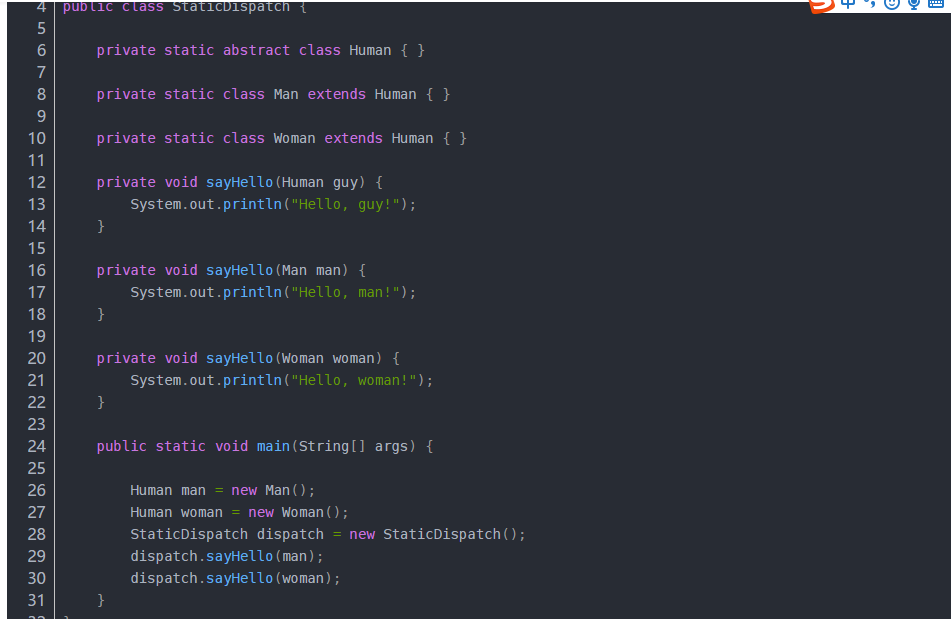 4 public class StaticDispatch {
5
6     private static abstract class Human { }
7
8     private static class Man extends Human { }
9
10     private static class Woman extends Human { }
11
12     private void sayHello(Human guy) {
13         System.out.println("Hello, guy!");
14     }
15
16     private void sayHello(Man man) {
17         System.out.println("Hello, man!");
18     }
19
20     private void sayHello(Woman woman) {
21         System.out.println("Hello, woman!");
22     }
23
24     public static void main(String[] args) {
25
26         Human man = new Man();
27         Human woman = new Woman();
28         StaticDispatch dispatch = new StaticDispatch();
29         dispatch.sayHello(man);
30         dispatch.sayHello(woman);
31     }